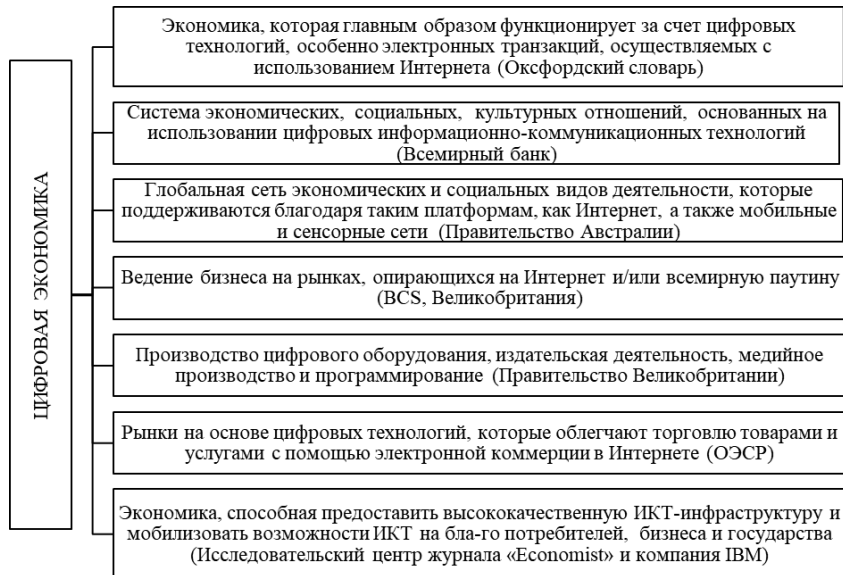 ЦИФРОВАЯ ЭКОНОМИКА
Экономика, которая главным образом функционирует за счет цифровых
технологий, особенно электронных транзакций, осуществляемых с
использованием Интернета (Оксфордский словарь)
Система экономических, социальных, культурных отношений, основанных на
использовании цифровых информационно-коммуникационных технологий
(Всемирный банк)
Глобальная сеть экономических и социальных видов деятельности, которые
поддерживаются благодаря таким платформам, как Интернет, а также мобильные
и сенсорные сети (Правительство Австралии)
Ведение бизнеса на рынках, опирающихся на Интернет и/или всемирную паутину
(BCS, Великобритания)
Производство цифрового оборудования, издательская деятельность, медийное
производство и программирование (Правительство Великобритании)
Рынки на основе цифровых технологий, которые облегчают торговлю товарами и
услугами с помощью электронной коммерции в Интернете (ОЭСР)
Экономика, способная предоставить высококачественную ИКТ-инфраструктуру и
мобилизовать возможности ИКТ на бла-го потребителей, бизнеса и государства
(Исследовательский центр журнала «Economist» и компания IBM)